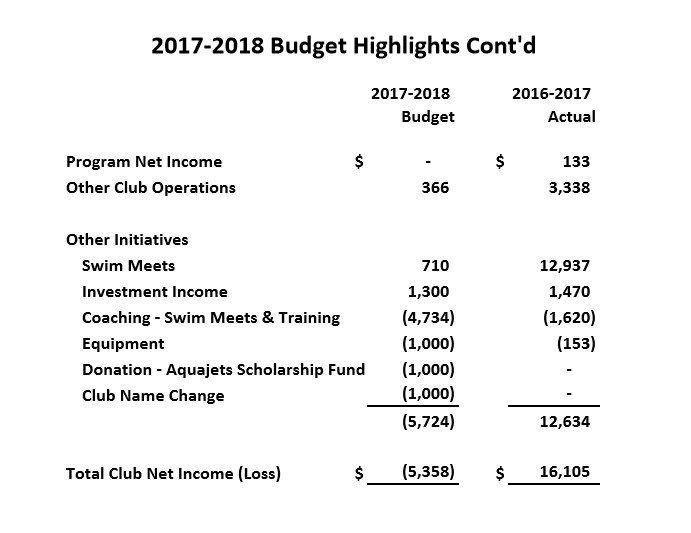 2017-2018 Budget Highlights Cont'd
2017-2018 2016-2017
Budget Actual
Program Net Income $ - $ 133
Other Club Operations 366 3,338
Other Initiatives
Swim Meets 710 12,937
Investment Income 1,300 1,470
Coaching - Swim Meets & Training (4,734) (1,620)
Equipment (1,000) (153)
Donation - Aquajets Scholarship Fund (1,000) -
Club Name Change (1,000) -
(5,724) 12,634
Total Club Net Income (Loss) $ (5,358) $ 16,105